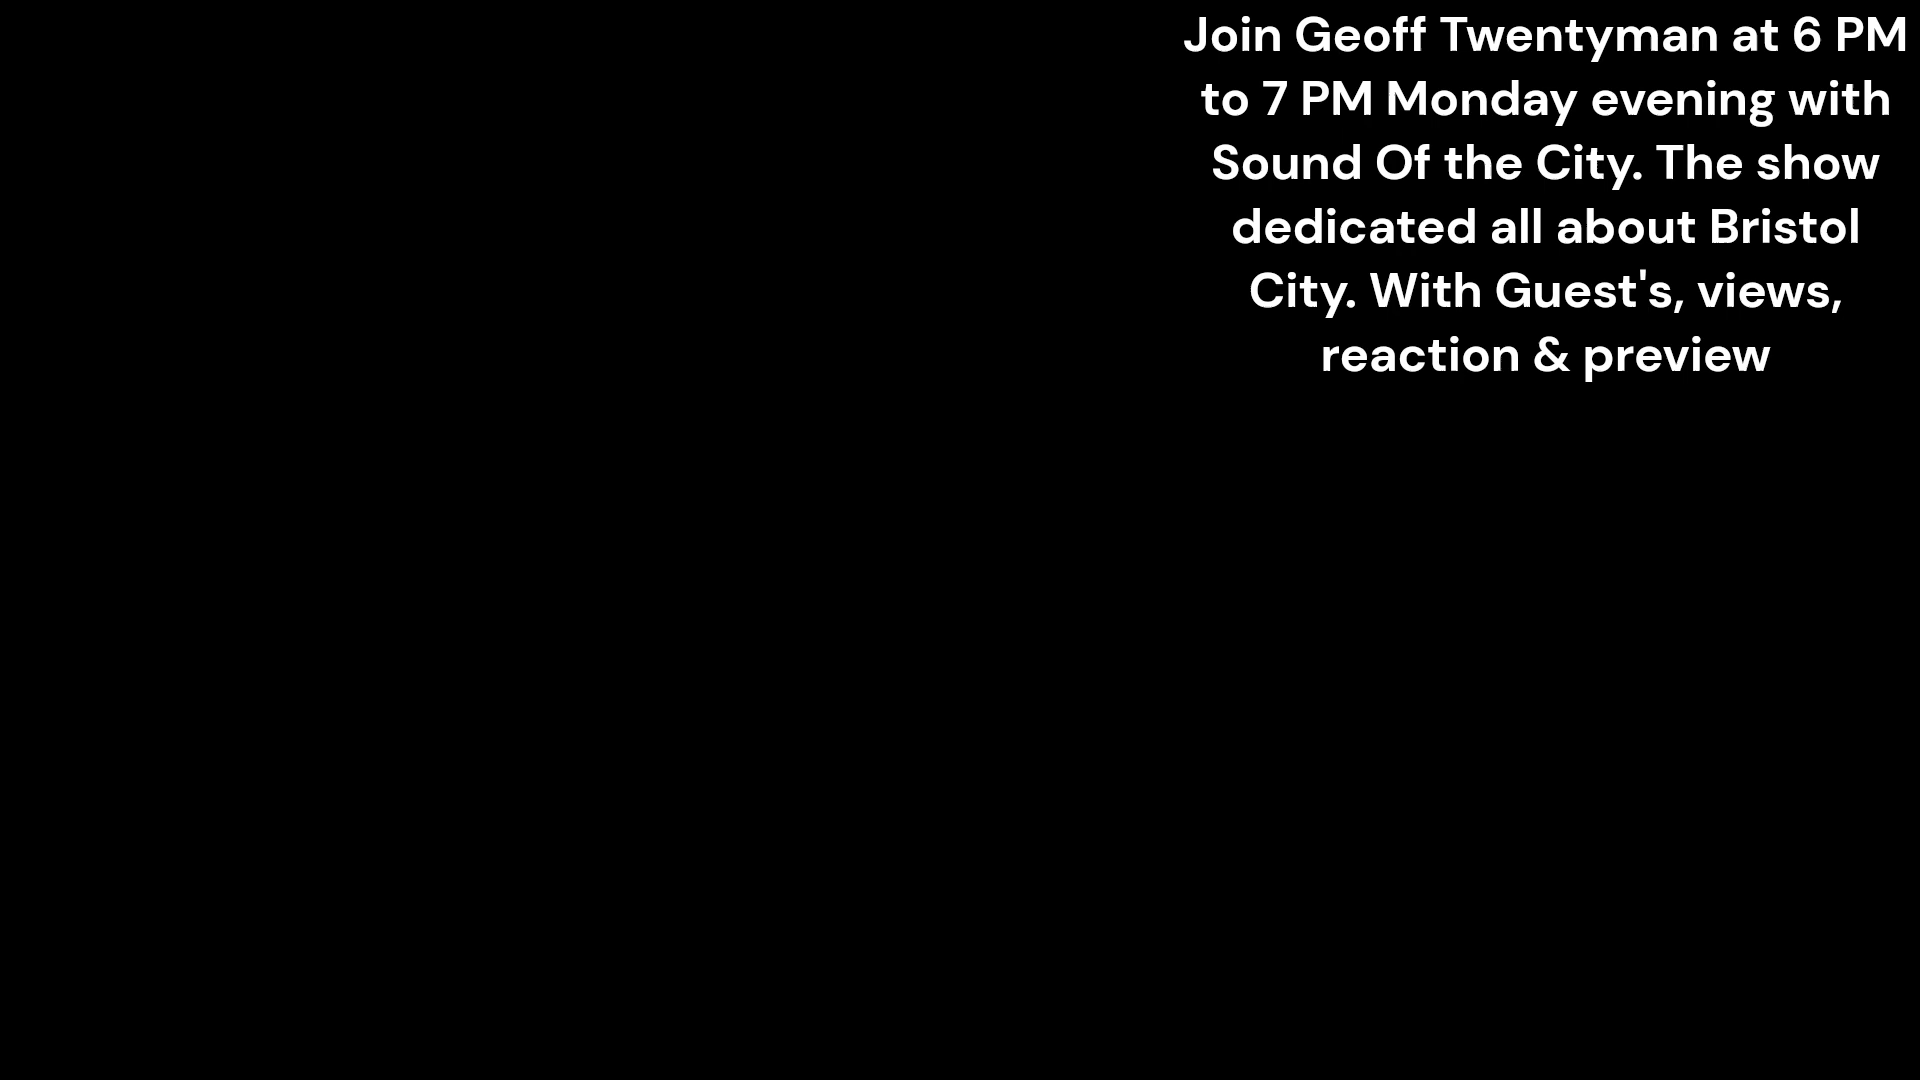 Join Geoff Twentyman at 6 PM
to 7 PM Monday evening with
Sound Of the City. The show
dedicated all about Bristol
City. With Guest's, views,
reaction & preview